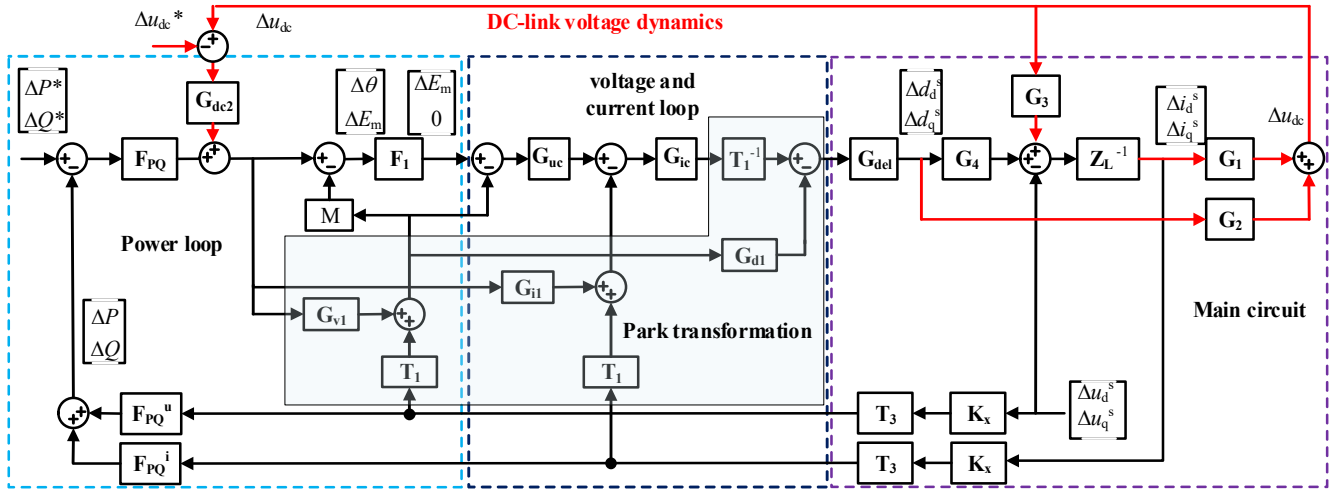 Δu_dc*
Δu_dc
DC-link voltage dynamics
ΔP*
ΔQ*
G_dc2
Δθ
ΔE_m
ΔE_m
0
voltage and
current loop
Δd_d^s
Δd_q^s
G_3
Δi_d^s
Δi_q^s
Δu_dc
F_PQ
F_1
G_uc
G_ic
T_1^-1
G_del
G_4
Z_L^-1
G_1
M
G_2
Power loop
G_d1
G_i1
G_v1
Park transformation
Main circuit
ΔP
ΔQ
T_1
T_1
Δu_d^s
Δu_q^s
F_PQ^u
T_3
K_x
F_PQ^i
T_3
K_x